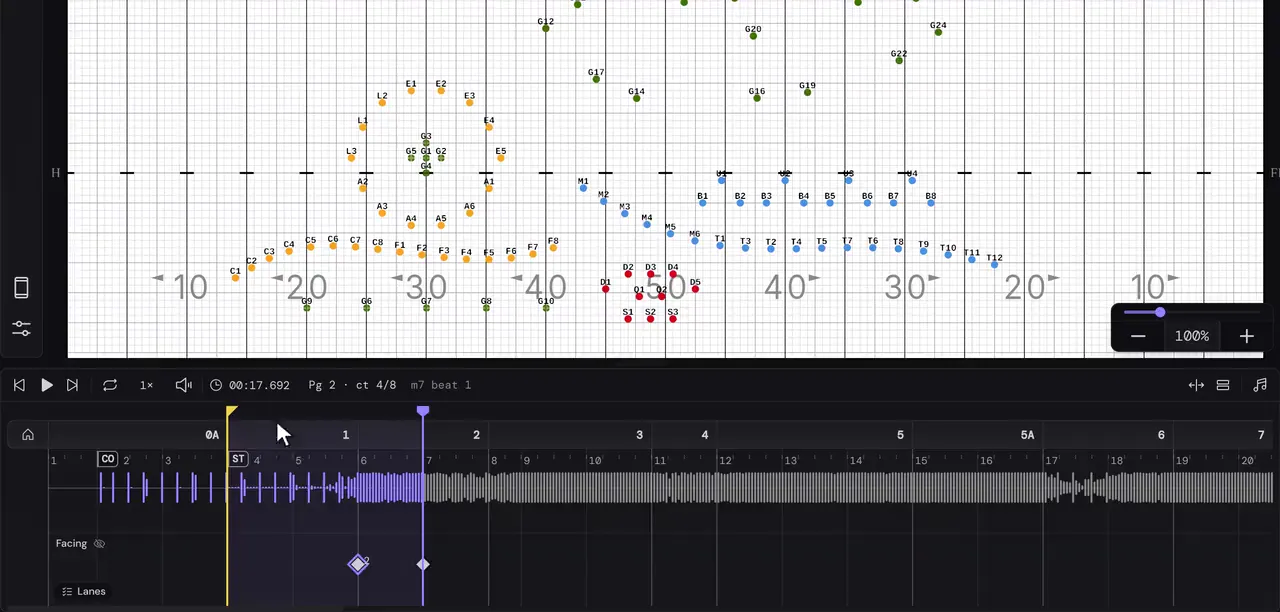 G12
G20
G24
G22
G17
G14
G16
G19
E1 E2
L2 E3
L1 E4
G3
L3 G5 G1 G2 E5
G4
H
A2 A1
A3 A6
A4 A5
M1 U1 U2 U3 U4
M2 B1 B2 B3 B4 B5 B6 B7 B8
M3
M4
M5
M6 T1 T3 T2 T4 T5 T7 T6 T8 T9 T10 T11 T12
C1 C2 C3 C4 C5 C6 C7 C8 F1 F2 F3 F4 F5 F6 F7 F8
D2 D3 D4
10 20 30 40 50 40 30 20 10
D1 Q1 Q2 D5
G9 G6 G7 G8 G10
S1 S2 S3
100%
1× 00:17.692 Pg 2 · ct 4/8 m7 beat 1
0A 1 2 3 4 5 5A 6 7
1 CO 2 3 ST 4 5 6 7 8 9 10 11 12 13 14 15 16 17 18 19 20
Facing
2
Lanes